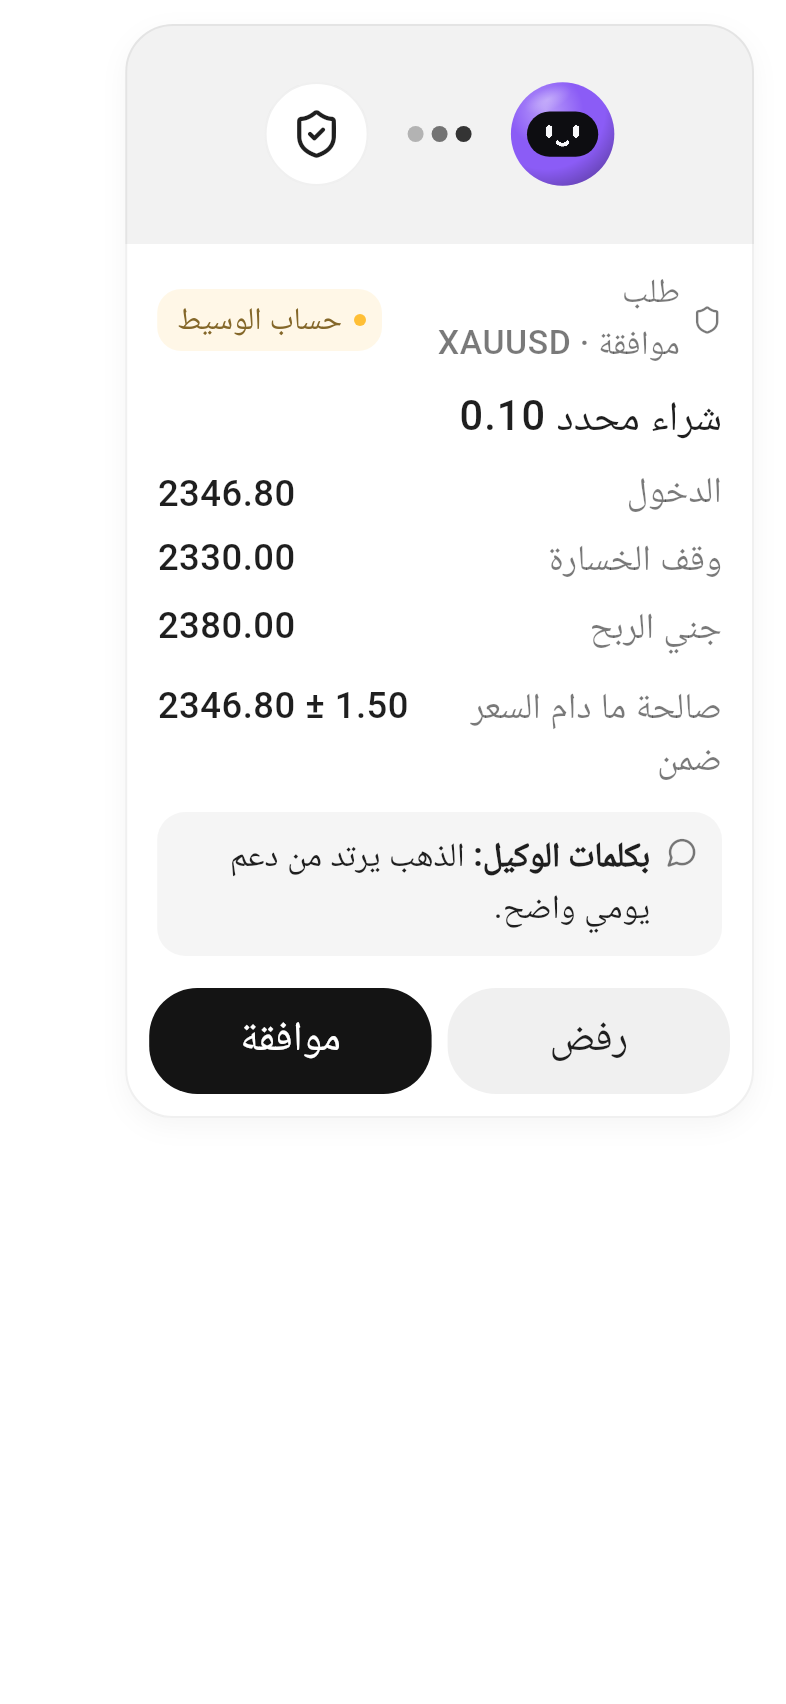 طلب
موافقة · XAUUSD
حساب الوسيط
شراء محدد 0.10
الدخول 2346.80
وقف الخسارة 2330.00
جني الربح 2380.00
صالحة ما دام السعر 2346.80 ± 1.50
ضمن
بكلمات الوكيل: الذهب يرتد من دعم
يومي واضح.
رفض
موافقة